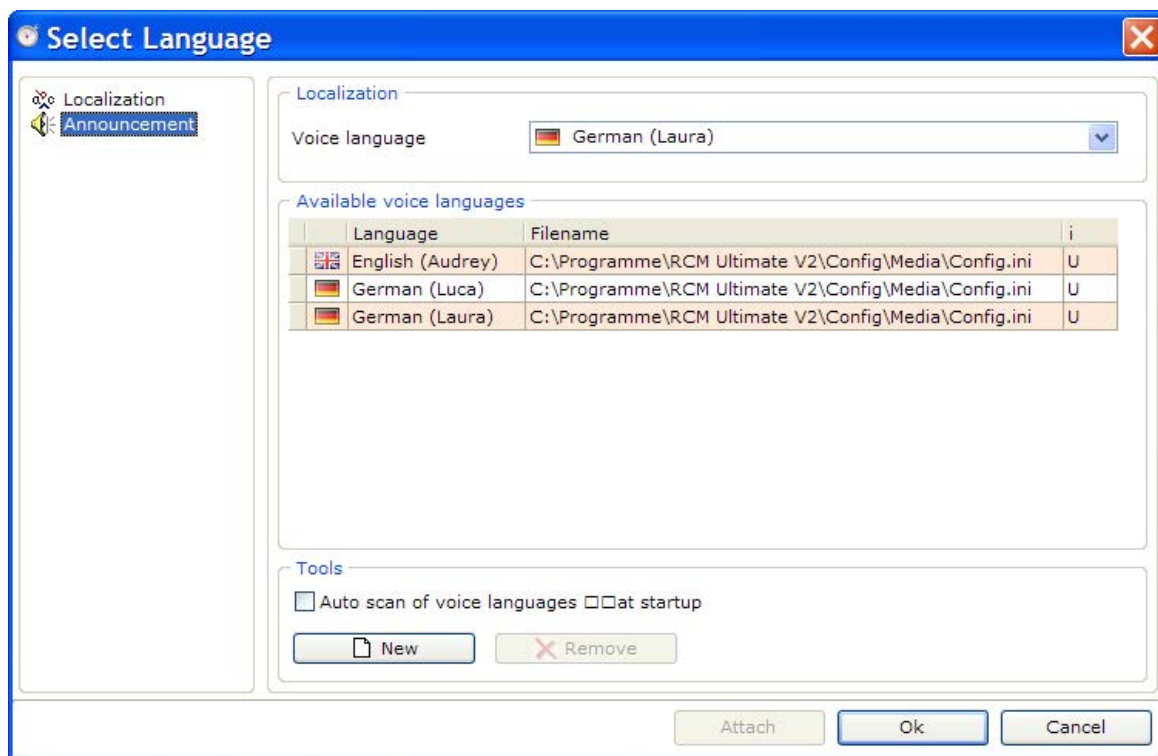 Select Language
Localization
Announcement
Localization
Voice language German (Laura)
Available voice languages
Language Filename i
English (Audrey) C:\Programme\RCM Ultimate V2\Config\Media\Config.ini U
German (Luca) C:\Programme\RCM Ultimate V2\Config\Media\Config.ini U
German (Laura) C:\Programme\RCM Ultimate V2\Config\Media\Config.ini U
Tools
Auto scan of voice languages □□at startup
New Remove
Attach Ok Cancel